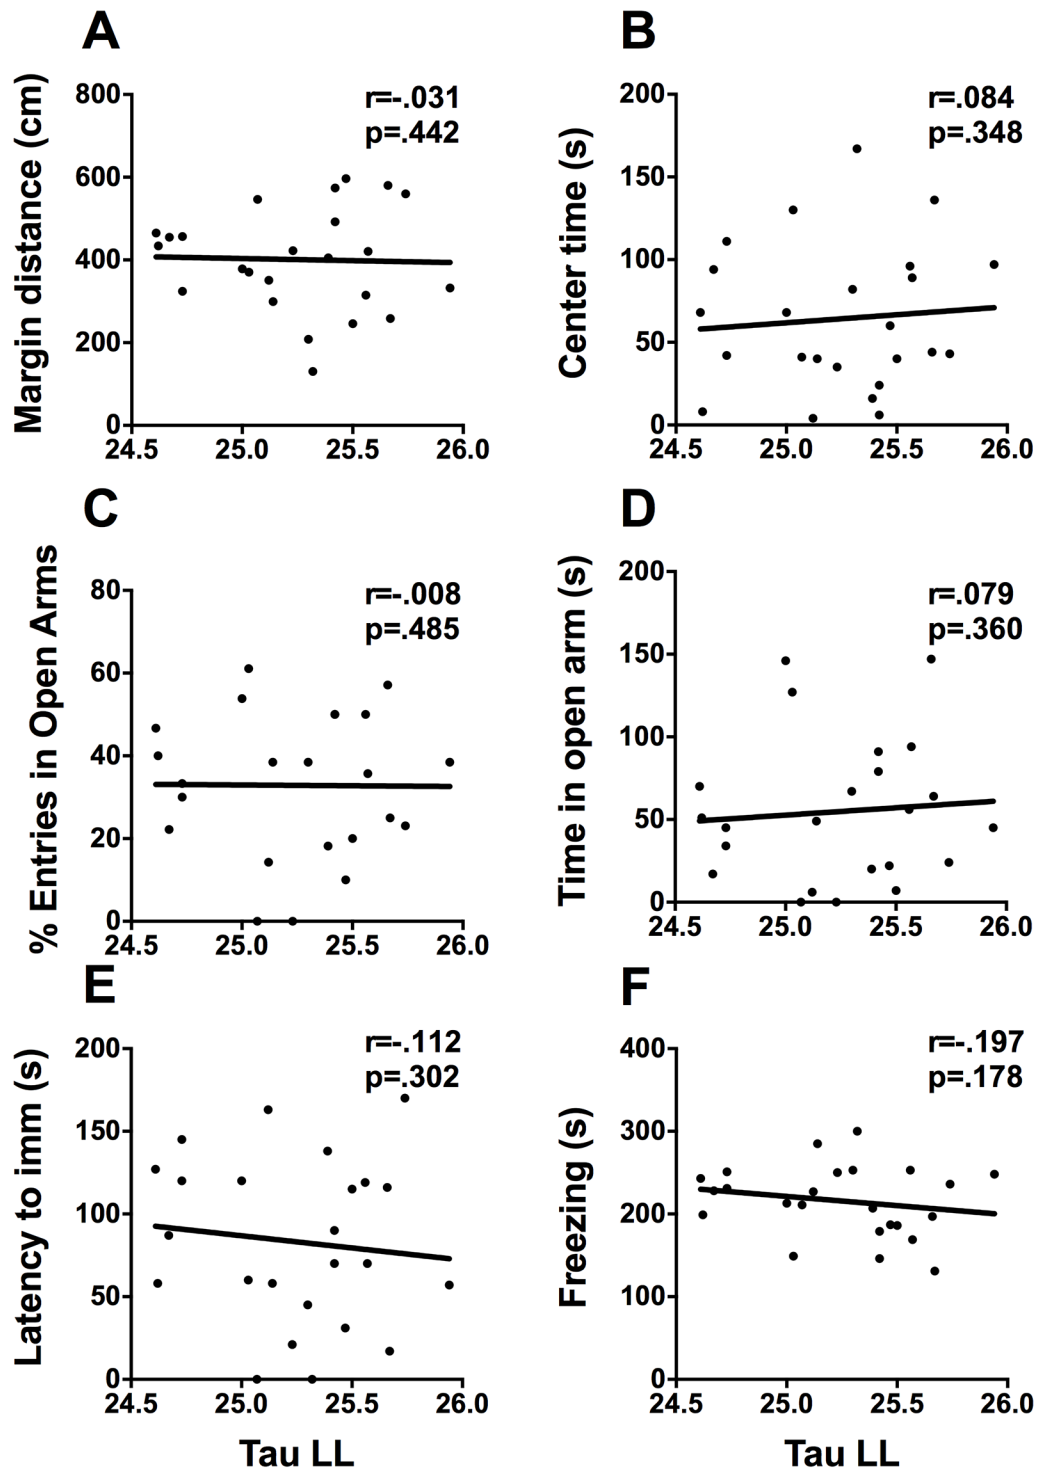 A
Margin distance (cm)
800
600
400
200
0
r=-.031
p=.442
24.5 25.0 25.5 26.0
B
Center time (s)
200
150
100
50
0
r=.084
p=.348
24.5 25.0 25.5 26.0
C
% Entries in Open Arms
80
60
40
20
0
r=-.008
p=.485
24.5 25.0 25.5 26.0
D
Time in open arm (s)
200
150
100
50
0
r=.079
p=.360
24.5 25.0 25.5 26.0
E
Latency to imm (s)
200
150
100
50
0
r=-.112
p=.302
24.5 25.0 25.5 26.0
Tau LL
F
Freezing (s)
400
300
200
100
0
r=-.197
p=.178
24.5 25.0 25.5 26.0
Tau LL